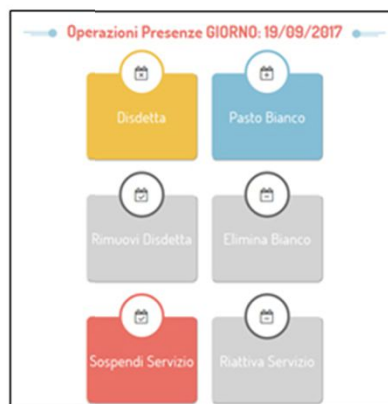 Operazioni Presenze GIORNO: 19/09/2017
Disdetta
Pasto Bianco
Rimuovi Disdetta
Elimina Bianco
Sospendi Servizio
Riattiva Servizio